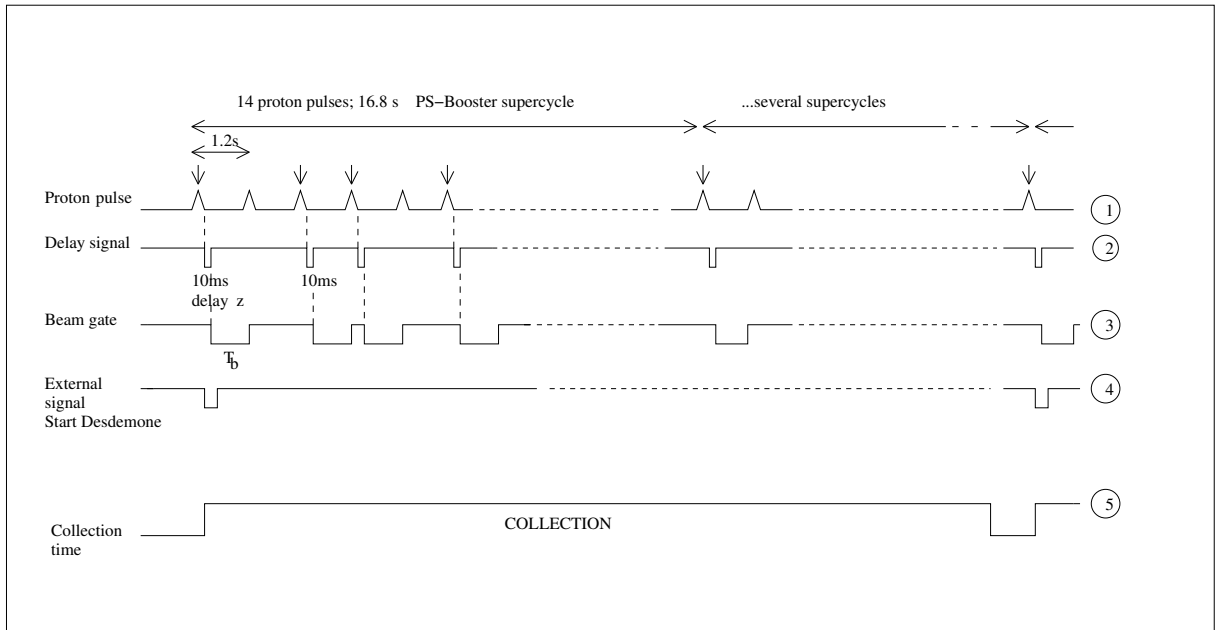 14 proton pulses; 16.8 s PS−Booster supercycle
...several supercycles
1.2s
Proton pulse
1
Delay signal
2
10ms
delay z
10ms
Beam gate
3
Tb
External
signal
Start Desdemone
4
COLLECTION
5
Collection
time